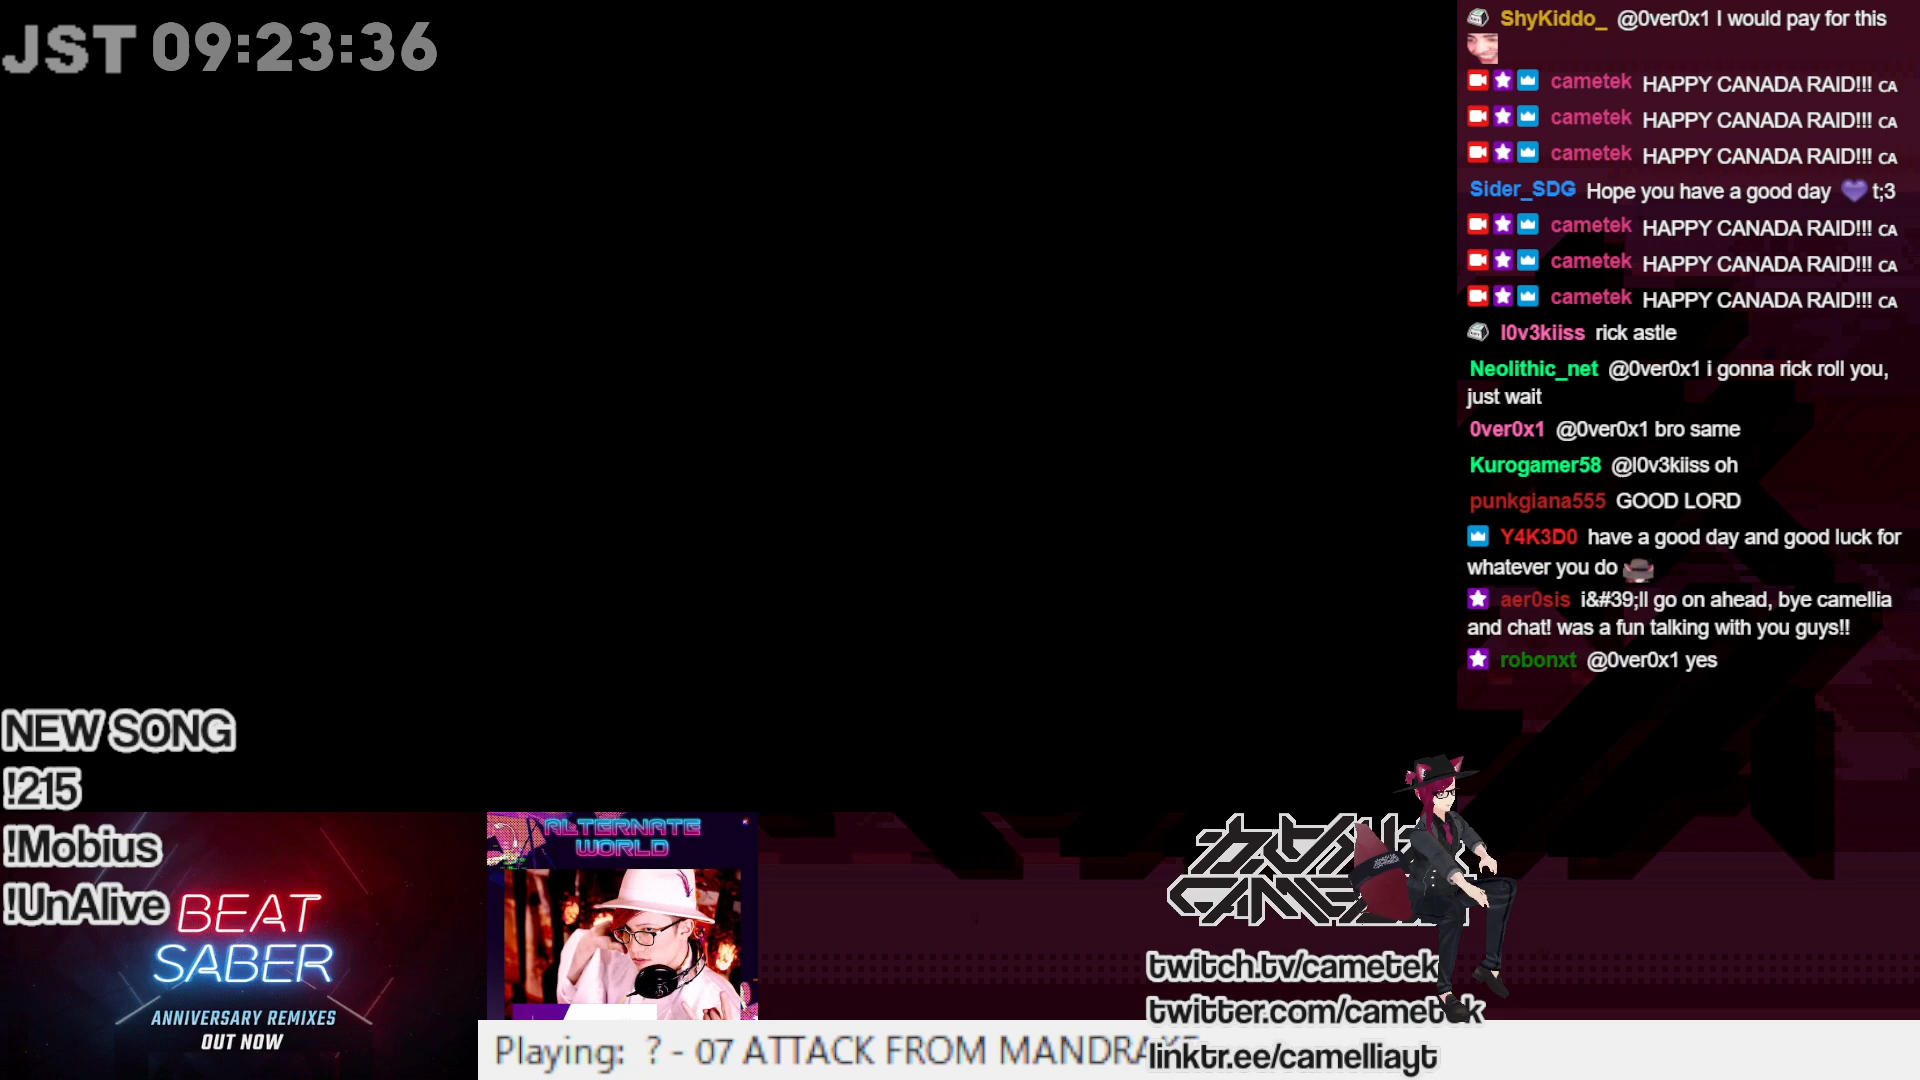 JST 09:23:36
ShyKiddo_ @0ver0x1 I would pay for this
cametek HAPPY CANADA RAID!!! CA
cametek HAPPY CANADA RAID!!! CA
cametek HAPPY CANADA RAID!!! CA
Sider_SDG Hope you have a good day 💜 t;3
cametek HAPPY CANADA RAID!!! CA
cametek HAPPY CANADA RAID!!! CA
cametek HAPPY CANADA RAID!!! CA
l0v3kiiss rick astle
Neolithic_net @0ver0x1 i gonna rick roll you,
just wait
0ver0x1 @0ver0x1 bro same
Kurogamer58 @l0v3kiiss oh
punkgiana555 GOOD LORD
Y4K3D0 have a good day and good luck for
whatever you do
aer0sis i&#39;ll go on ahead, bye camellia
and chat! was a fun talking with you guys!!
robonxt @0ver0x1 yes
NEW SONG
!215
!Mobius
!UnAlive
BEAT
SABER
ANNIVERSARY REMIXES
OUT NOW
ALTERNATE
WORLD
twitch.tv/cametek
twitter.com/cametek
linktr.ee/camelliayt
Playing: ? - 07 ATTACK FROM